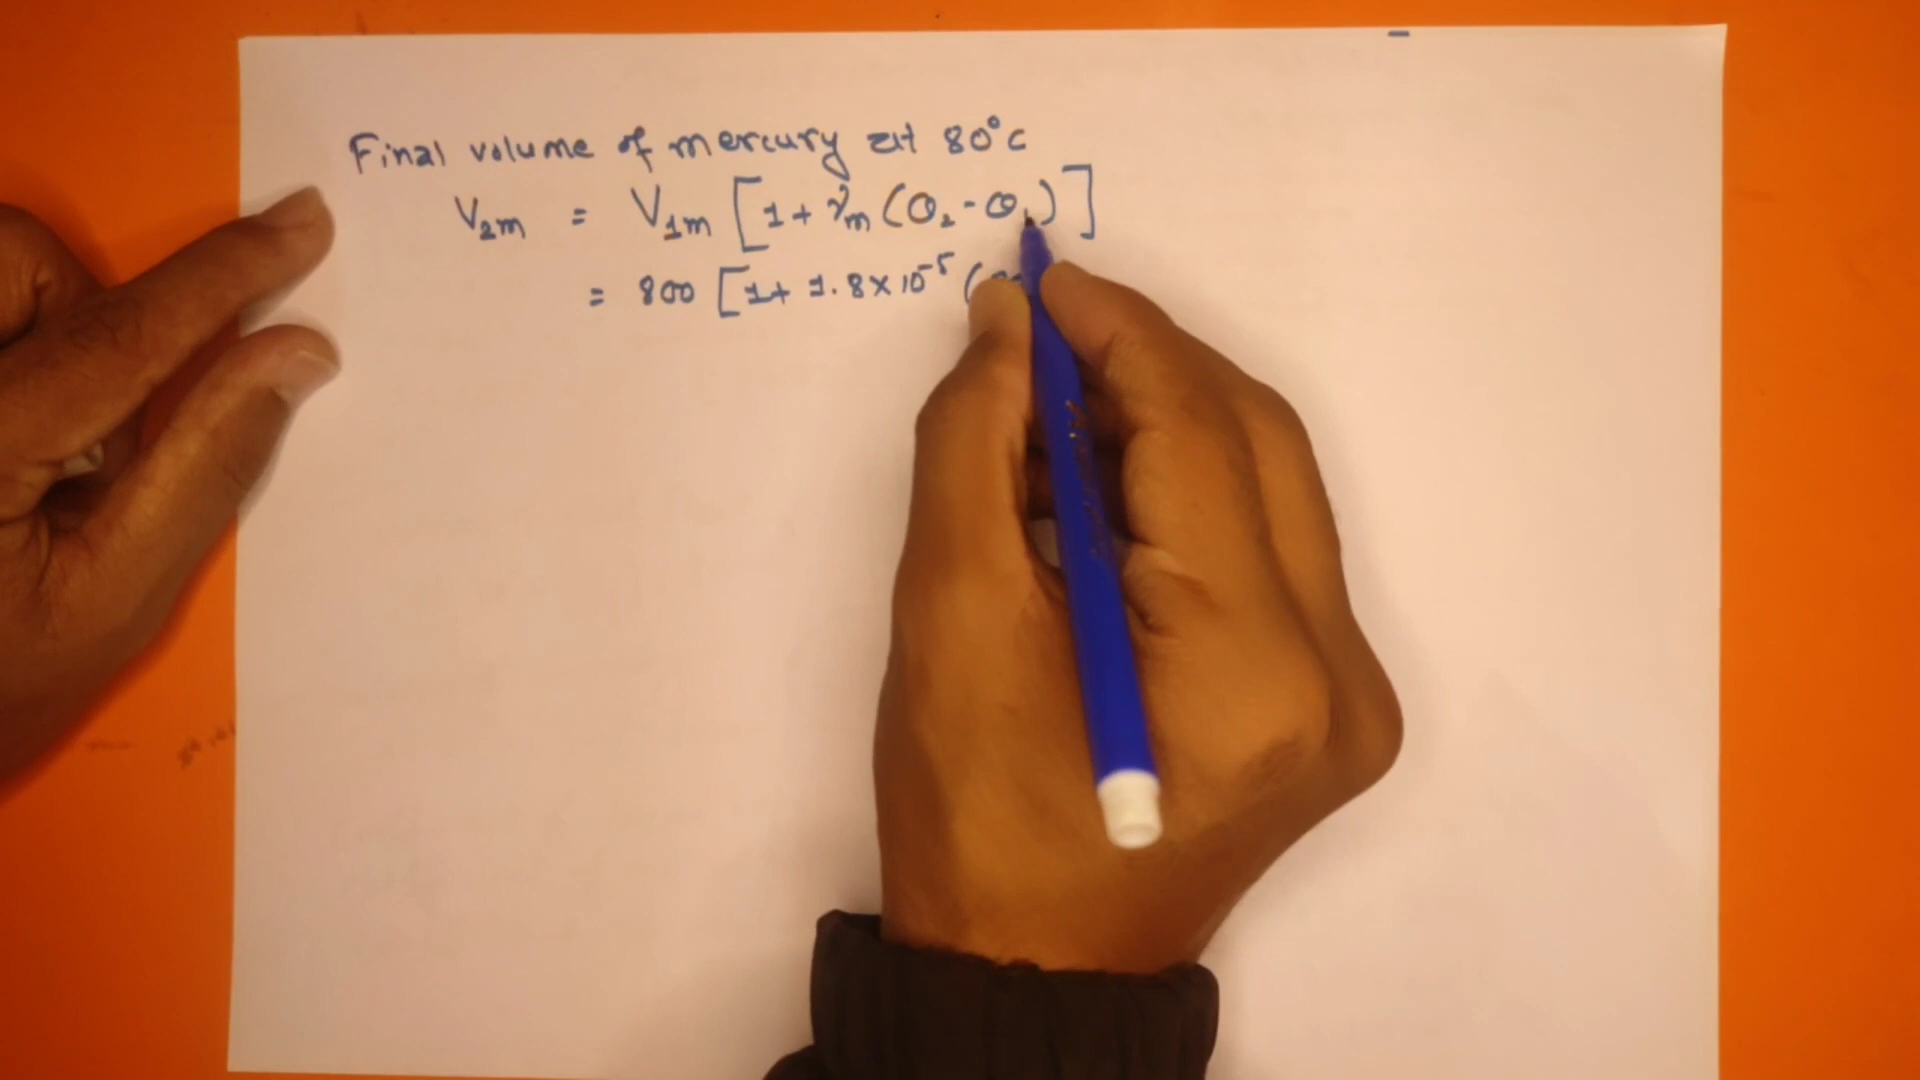 Final volume of mercury at 80°C
V₂m = V₁m [1 + γm (θ₂ - θ₁)]
= 800 [1 + 1.8 × 10⁻⁵ (